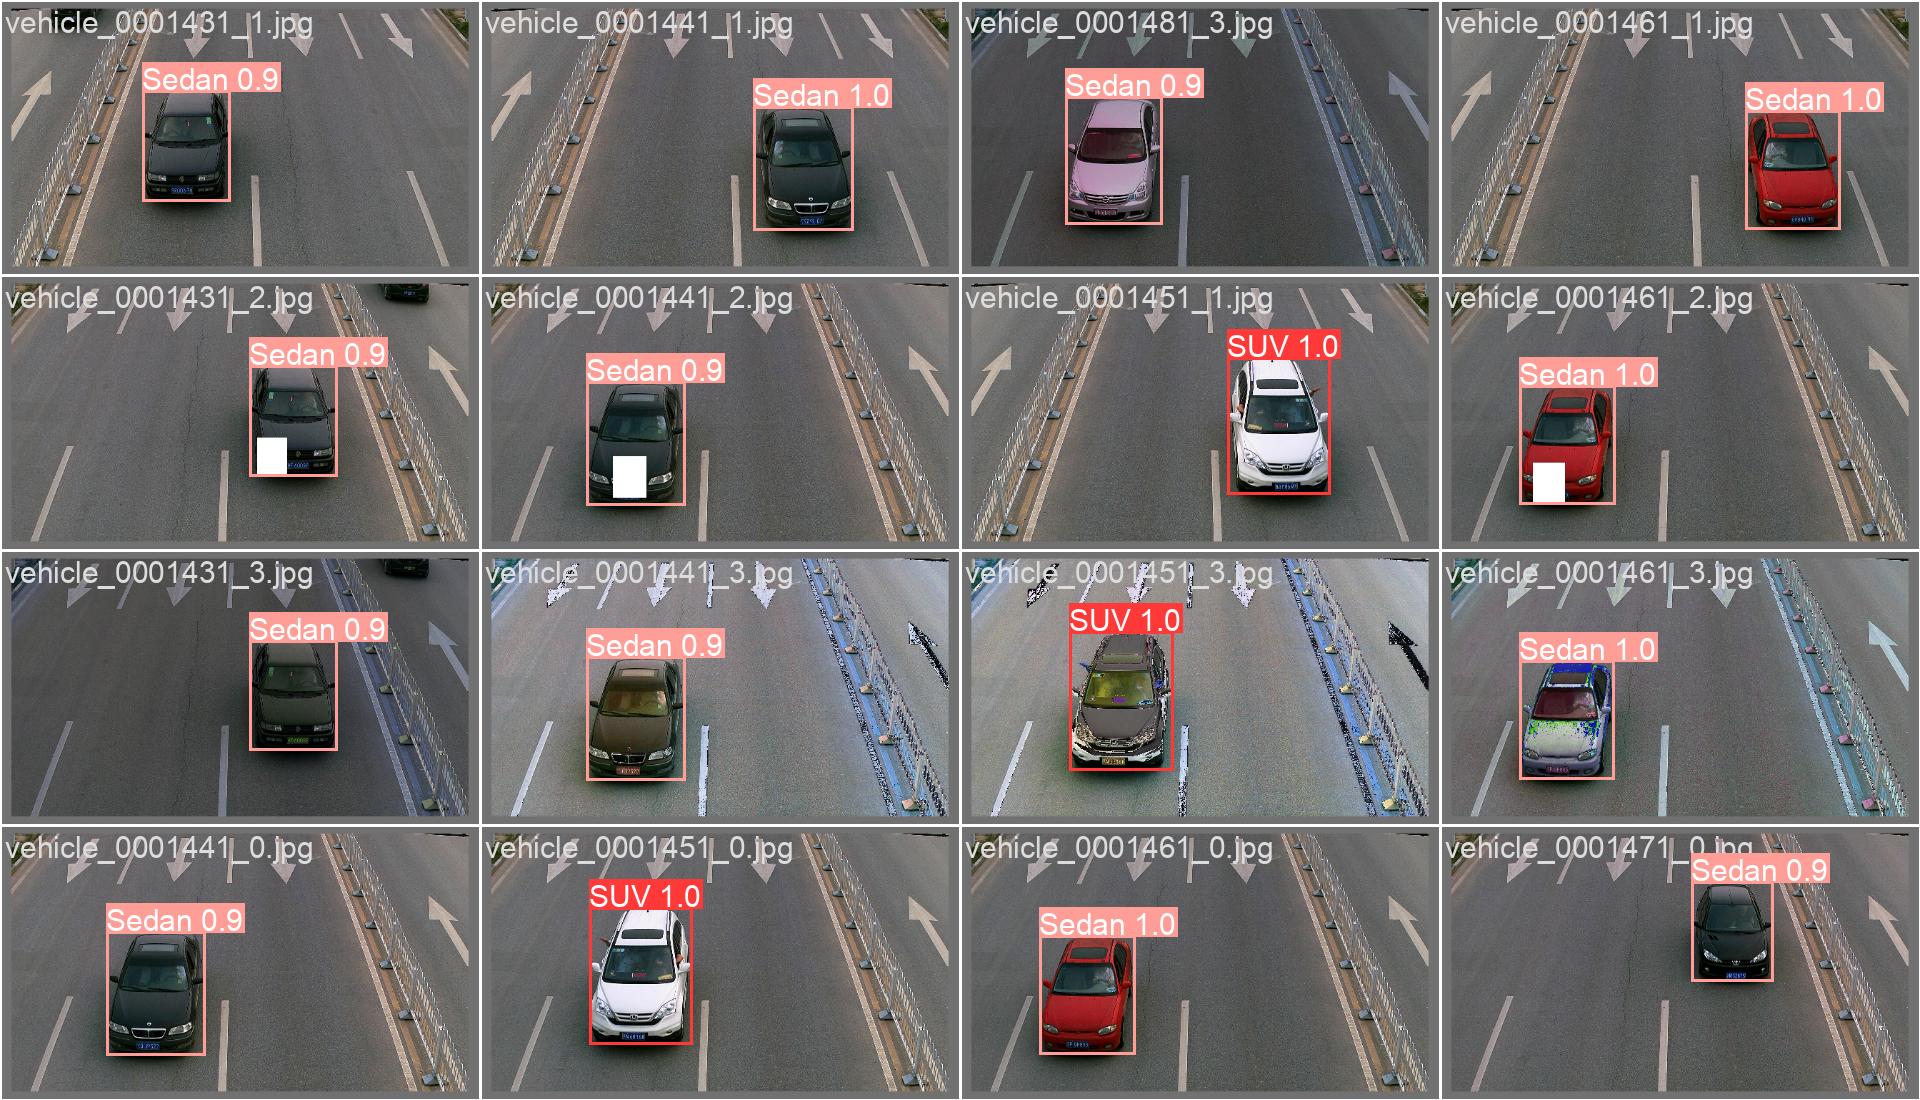 vehicle_0001431_1.jpg
Sedan 0.9
vehicle_0001441_1.jpg
Sedan 1.0
vehicle_0001481_3.jpg
Sedan 0.9
vehicle_0001461_1.jpg
Sedan 1.0
vehicle_0001431_2.jpg
Sedan 0.9
vehicle_0001441_2.jpg
Sedan 0.9
vehicle_0001451_1.jpg
SUV 1.0
vehicle_0001461_2.jpg
Sedan 1.0
vehicle_0001431_3.jpg
Sedan 0.9
vehicle_0001441_3.jpg
Sedan 0.9
vehicle_0001451_3.jpg
SUV 1.0
vehicle_0001461_3.jpg
Sedan 1.0
vehicle_0001441_0.jpg
Sedan 0.9
vehicle_0001451_0.jpg
SUV 1.0
vehicle_0001461_0.jpg
Sedan 1.0
vehicle_0001471_0.jpg
Sedan 0.9